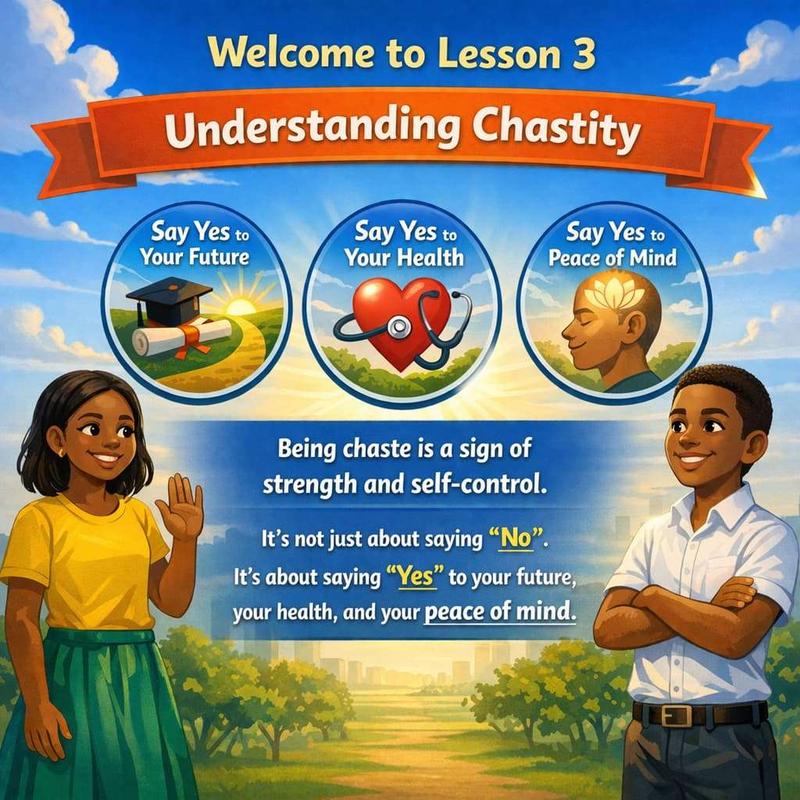 Welcome to Lesson 3
Understanding Chastity
Say Yes to
Your Future
Say Yes to
Your Health
Say Yes to
Peace of Mind
Being chaste is a sign of
strength and self-control.
It's not just about saying “No”.
It's about saying “Yes” to your future,
your health, and your peace of mind.